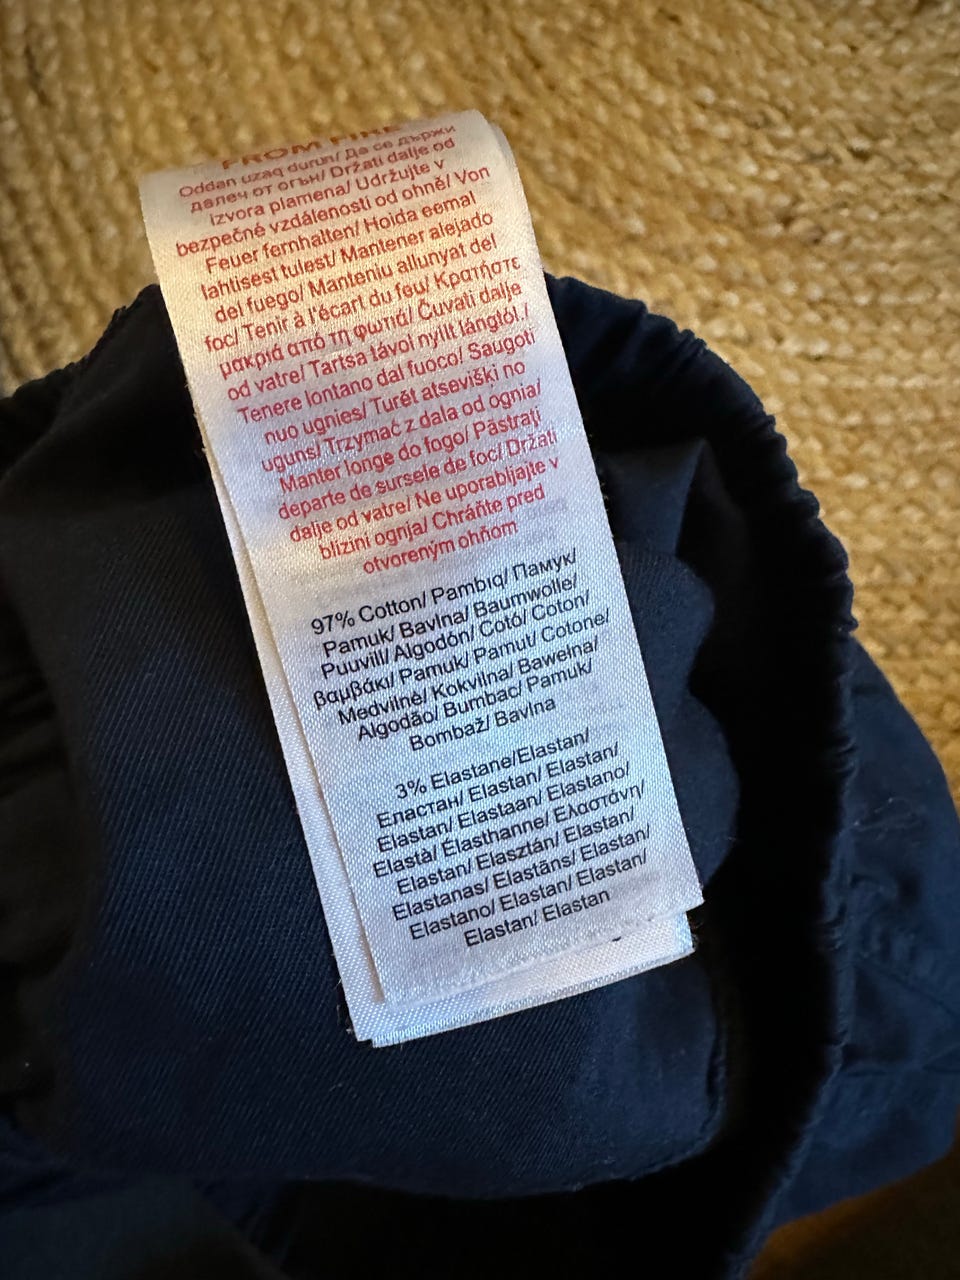 FROM FIRE
Oddan uzaq durun/ Да се държи
далеч от огън/ Držati dalje od
izvora plamena/ Udržujte v
bezpečné vzdálenosti od ohně/ Von
Feuer fernhalten/ Hoida eemal
lahtisest tulest/ Mantener alejado
del fuego/ Manteniu allunyat del
foc/ Tenir à l'écart du feu/ Κρατήστε
μακριά από τη φωτιά/ Čuvati dalje
od vatre/ Tartsa távol nyílt lángtól./
Tenere lontano dal fuoco/ Saugoti
nuo ugnies/ Turēt atsevišķi no
uguns/ Trzymać z dala od ognia/
Manter longe do fogo/ Păstrați
departe de sursele de foc/ Držati
dalje od vatre/ Ne uporabljajte v
blizini ognja/ Chráňte pred
otvoreným ohňom
97% Cotton/ Pambıq/ Памук/
Pamuk/ Bavlna/ Baumwolle/
Puuvill/ Algodón/ Cotó/ Coton/
βαμβάκι/ Pamuk/ Pamut/ Cotone/
Medvilnė/ Kokvilna/ Bawełna/
Algodão/ Bumbac/ Pamuk/
Bombaž/ Bavlna
3% Elastane/Elastan/
Еластан/ Elastan/ Elastan/
Elastan/ Elastaan/ Elastano/
Elastà/ Élasthanne/ Ελαστάνη/
Elastan/ Elasztán/ Elastan/
Elastanas/ Elastāns/ Elastan/
Elastano/ Elastan/ Elastan/
Elastan/ Elastan